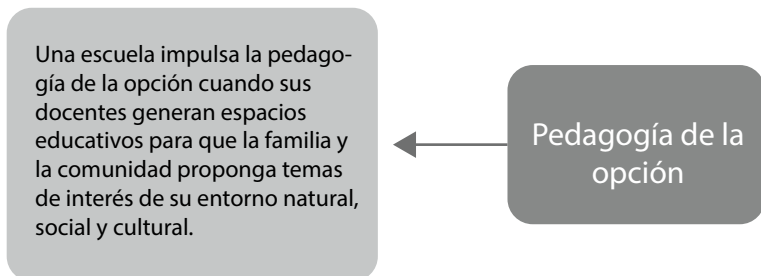 Una escuela impulsa la pedago-
gía de la opción cuando sus
docentes generan espacios
educativos para que la familia y
la comunidad proponga temas
de interés de su entorno natural,
social y cultural.
Pedagogía de la
opción